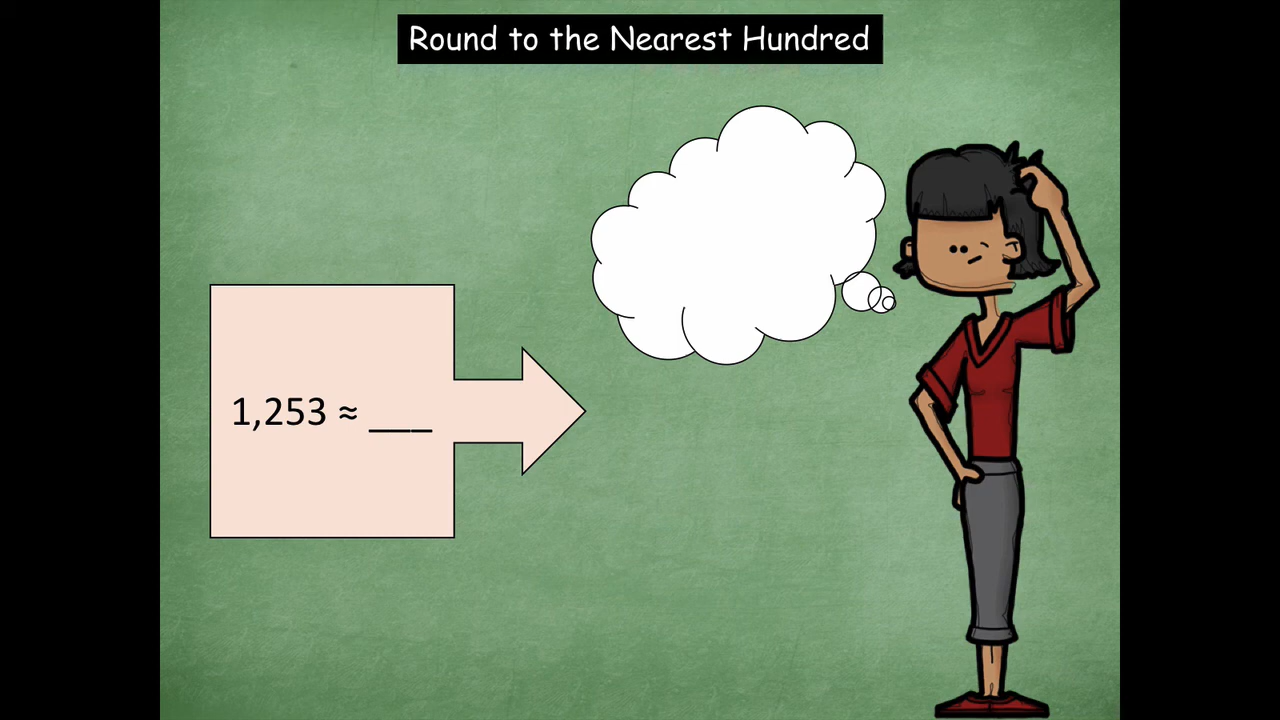 Round to the Nearest Hundred
1,253 ≈ ___